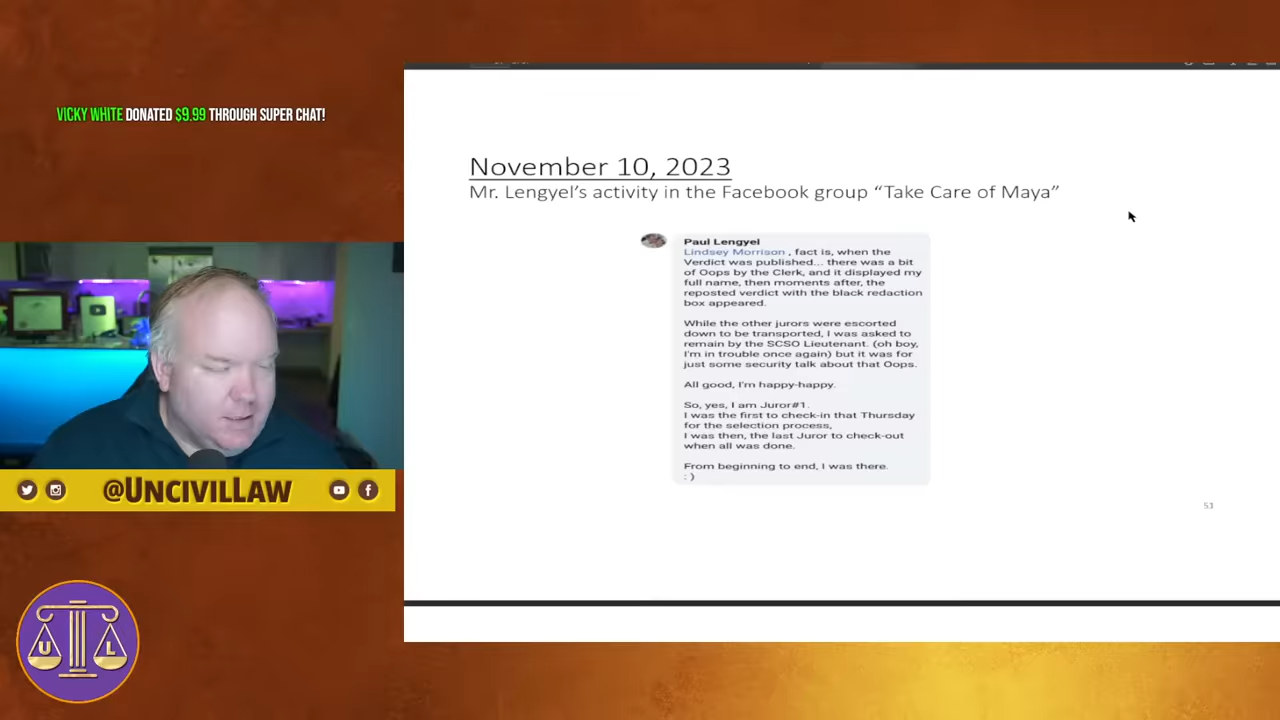 VICKY WHITE DONATED $9.99 THROUGH SUPER CHAT!
November 10, 2023
Mr. Lengyel's activity in the Facebook group “Take Care of Maya”
Paul Lengyel
Lindsey Morrison , fact is, when the
Verdict was published... there was a bit
of Oops by the Clerk, and it displayed my
full name, then moments after, the
reposted verdict with the black redaction
box appeared.
While the other jurors were escorted
down to be transported, I was asked to
remain by the SCSO Lieutenant. (oh boy,
I'm in trouble once again) but it was for
just some security talk about that Oops.
All good, I'm happy-happy.
So, yes, I am Juror#1.
I was the first to check-in that Thursday
for the selection process,
I was then, the last Juror to check-out
when all was done.
From beginning to end, I was there.
: )
51
@UNCIVILLAW
U L